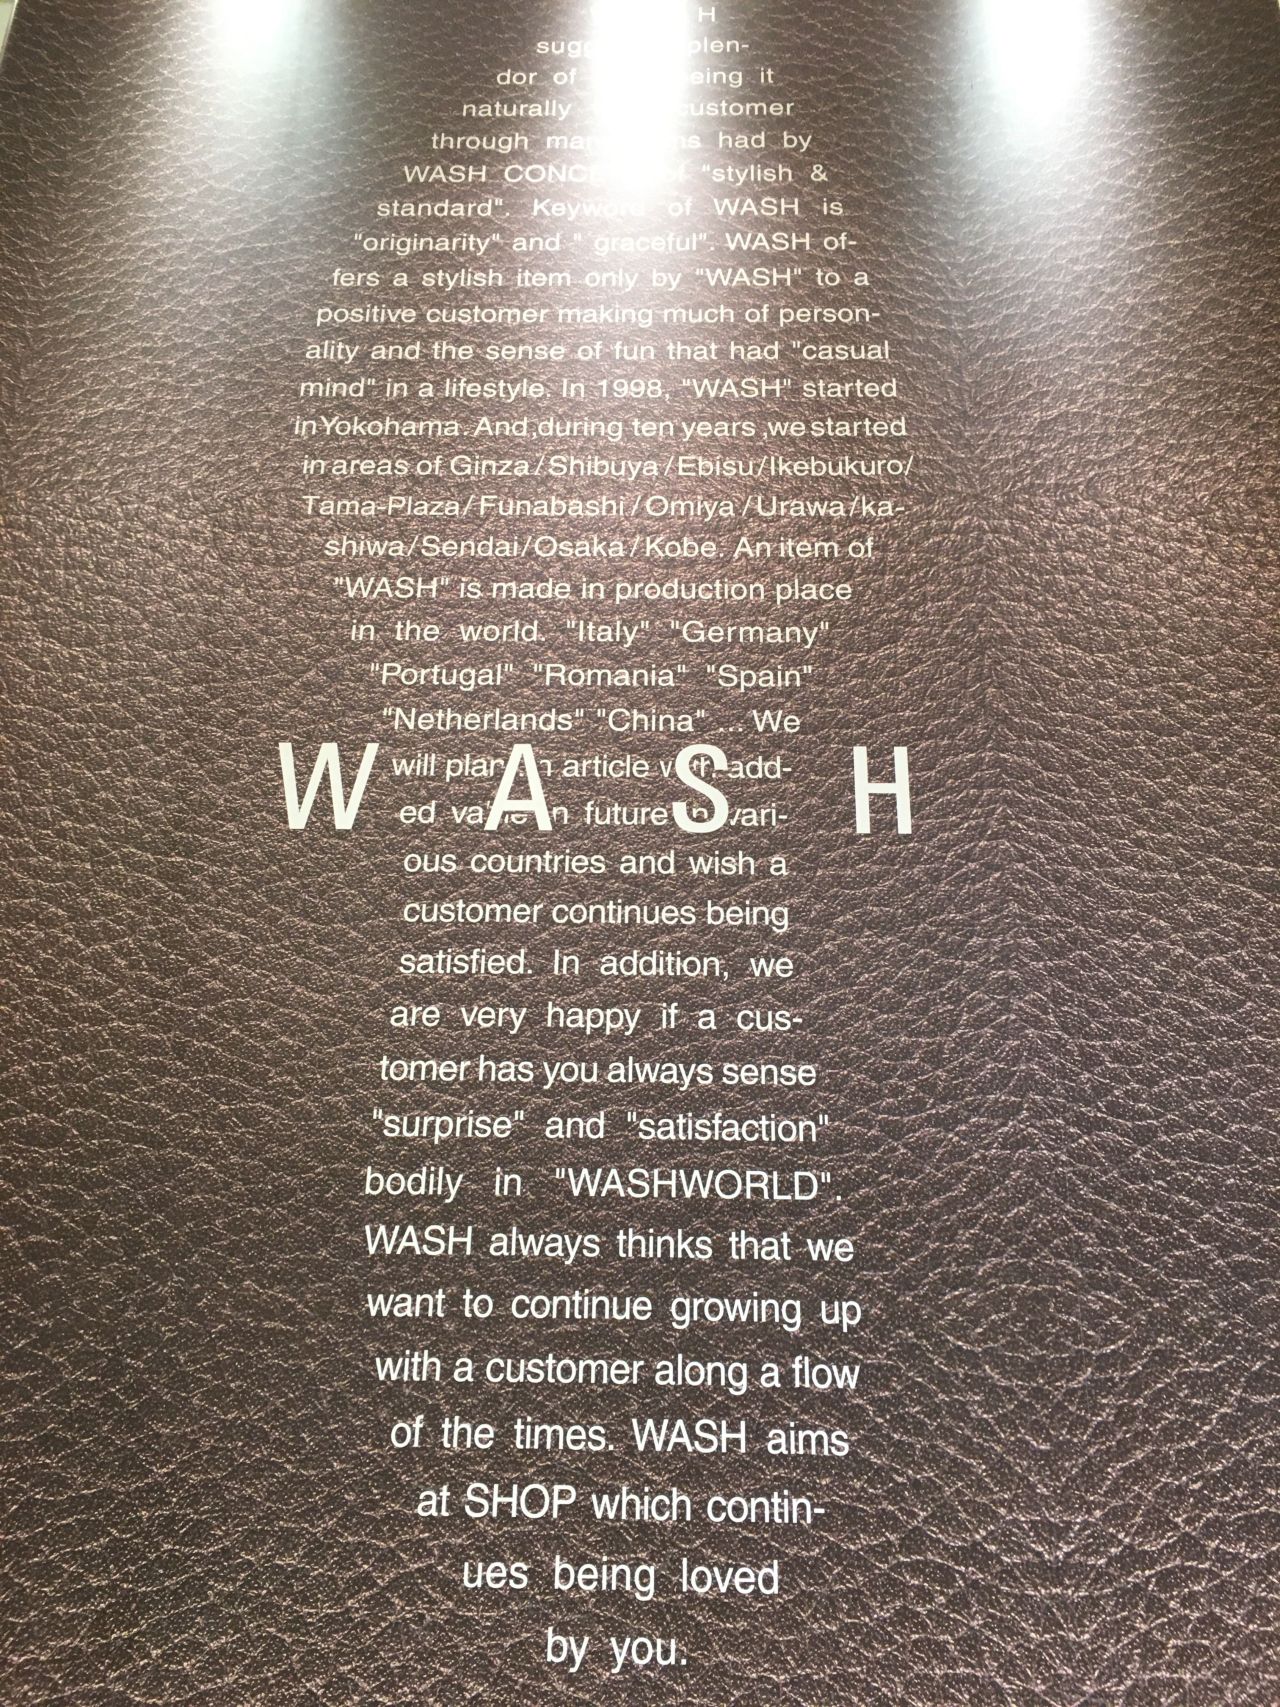 H
dor of
naturally customer
through had by
WASH "stylish &
standard". Keyword of WASH is
"originarity" and " graceful". WASH of-
fers a stylish item only by "WASH" to a
positive customer making much of person-
ality and the sense of fun that had "casual
mind" in a lifestyle. In 1998, "WASH" started
in Yokohama. And ,during ten years ,we started
in areas of Ginza/Shibuya/Ebisu/Ikebukuro/
Tama-Plaza/Funabashi/Omiya/Urawa/ka-
shiwa/Sendai/Osaka/Kobe. An item of
"WASH" is made in production place
in the world. "Italy" "Germany"
"Portugal" "Romania" "Spain"
"Netherlands" "China" ... We
will plan article with add-
W A S H
ed value in future in vari-
ous countries and wish a
customer continues being
satisfied. In addition, we
are very happy if a cus-
tomer has you always sense
"surprise" and "satisfaction"
bodily in "WASHWORLD".
WASH always thinks that we
want to continue growing up
with a customer along a flow
of the times. WASH aims
at SHOP which contin-
ues being loved
by you.